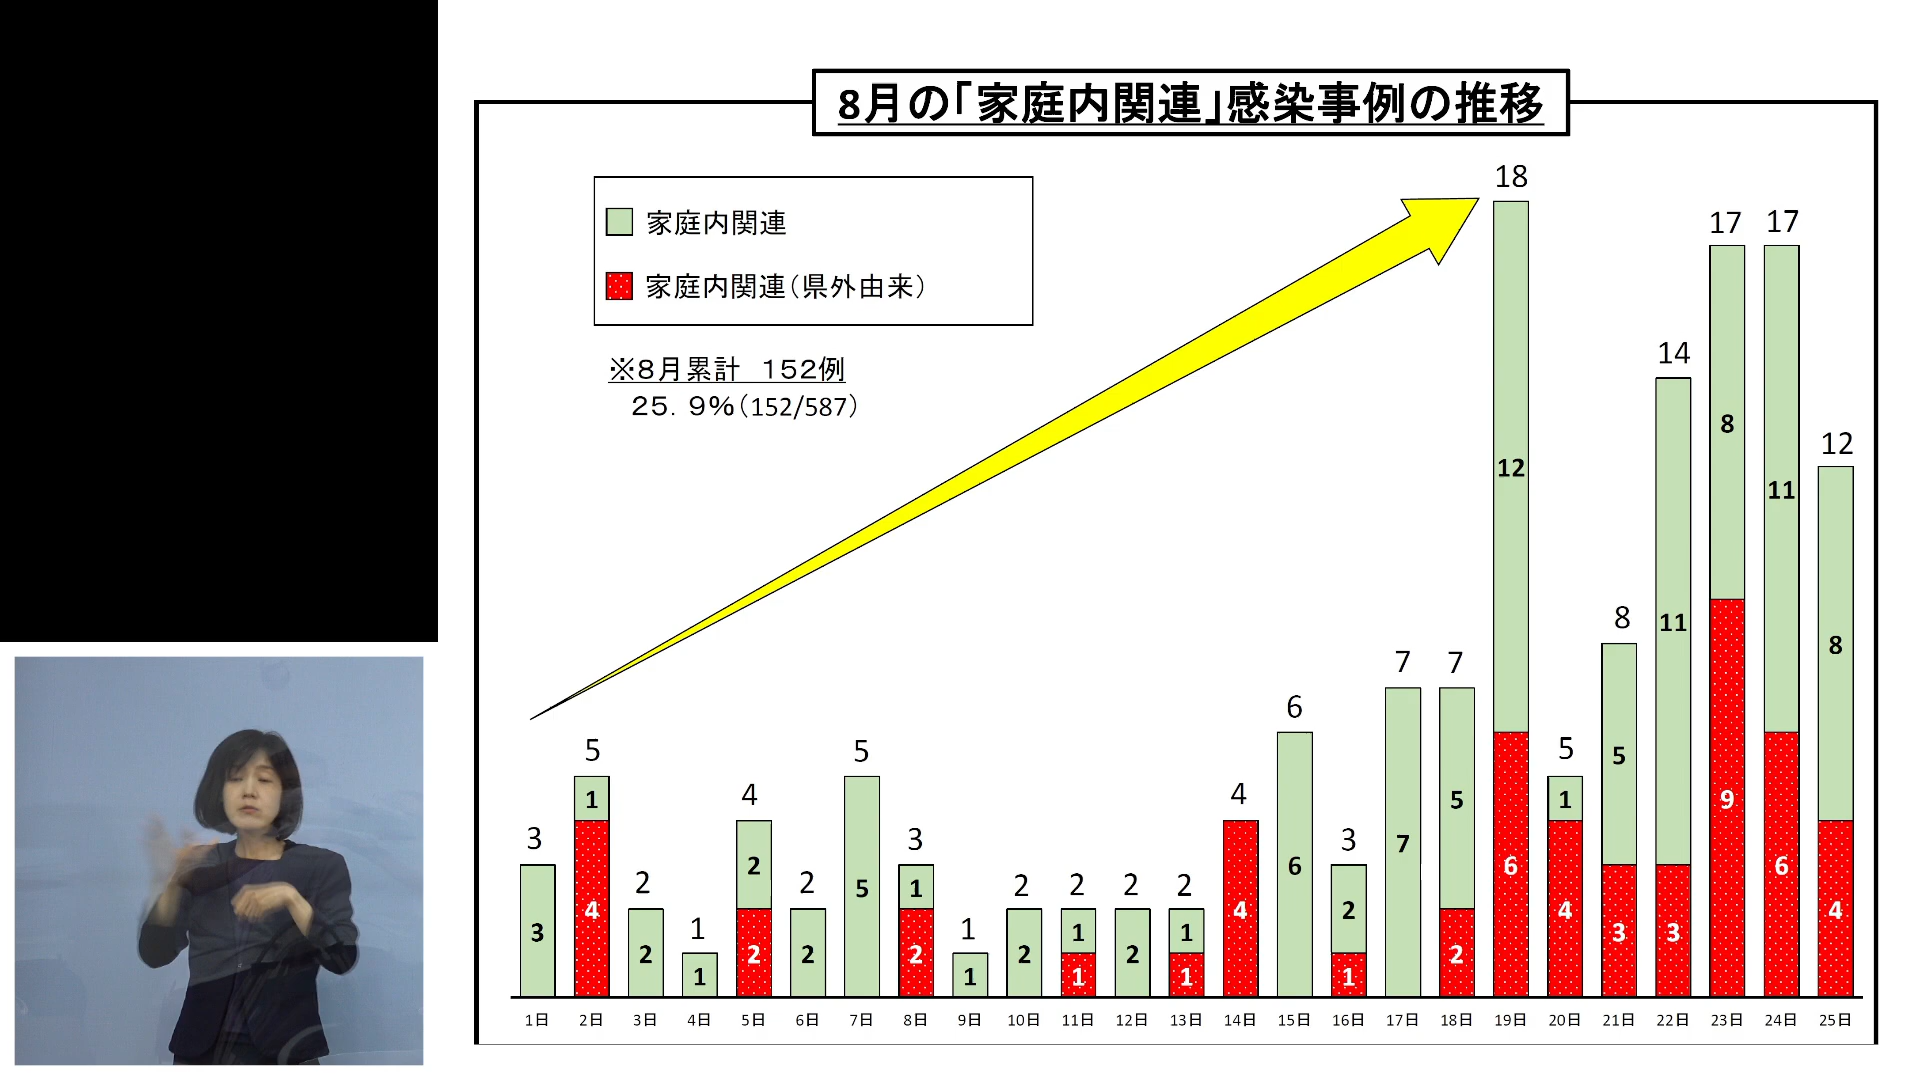 8月の「家庭内関連」感染事例の推移
家庭内関連
家庭内関連（県外由来）
※８月累計　１５２例
２５．９％（152/587）
3 5 2 1 4 2 5 3 1 2 2 2 2 4 6 3 7 7 18 5 8 14 17 17 12
3 1 2 1 2 2 5 1 1 2 1 2 1 6 2 7 5 12 1 5 11 8 11 8
4 2 2 1 1 4 1 2 6 4 3 3 9 6 4
1日 2日 3日 4日 5日 6日 7日 8日 9日 10日 11日 12日 13日 14日 15日 16日 17日 18日 19日 20日 21日 22日 23日 24日 25日